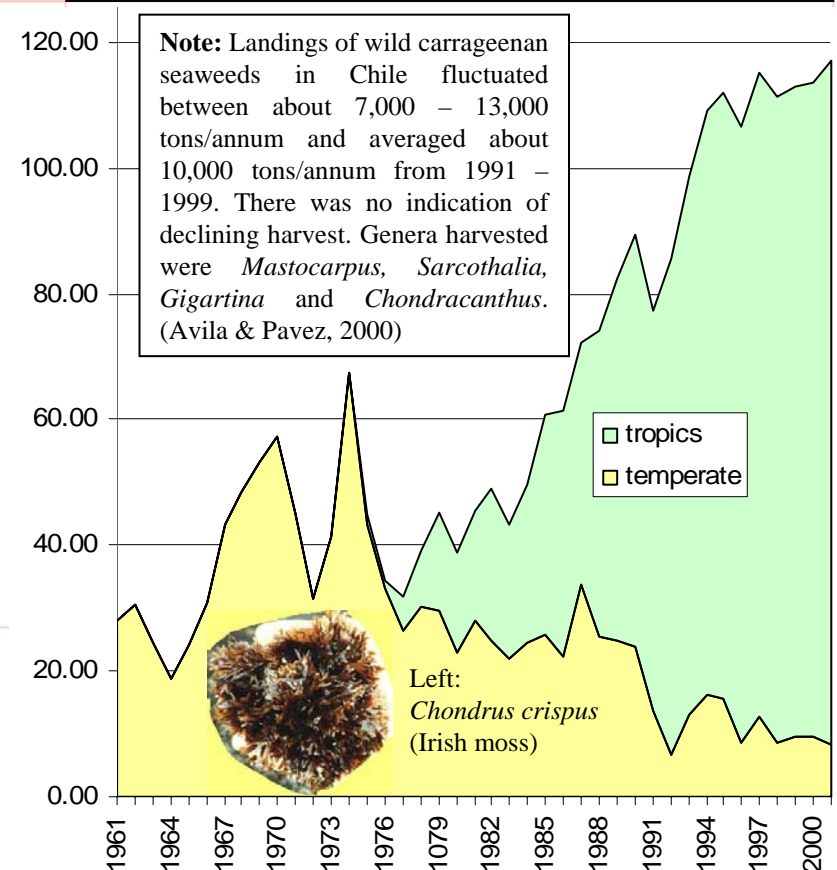 120.00
100.00
80.00
60.00
40.00
20.00
0.00
Note: Landings of wild carrageenan
seaweeds in Chile fluctuated
between about 7,000 – 13,000
tons/annum and averaged about
10,000 tons/annum from 1991 –
1999. There was no indication of
declining harvest. Genera harvested
were Mastocarpus, Sarcothalia,
Gigartina and Chondracanthus.
(Avila & Pavez, 2000)
tropics
temperate
Left:
Chondrus crispus
(Irish moss)
1961
1964
1967
1970
1973
1976
1079
1982
1985
1988
1991
1994
1997
2000